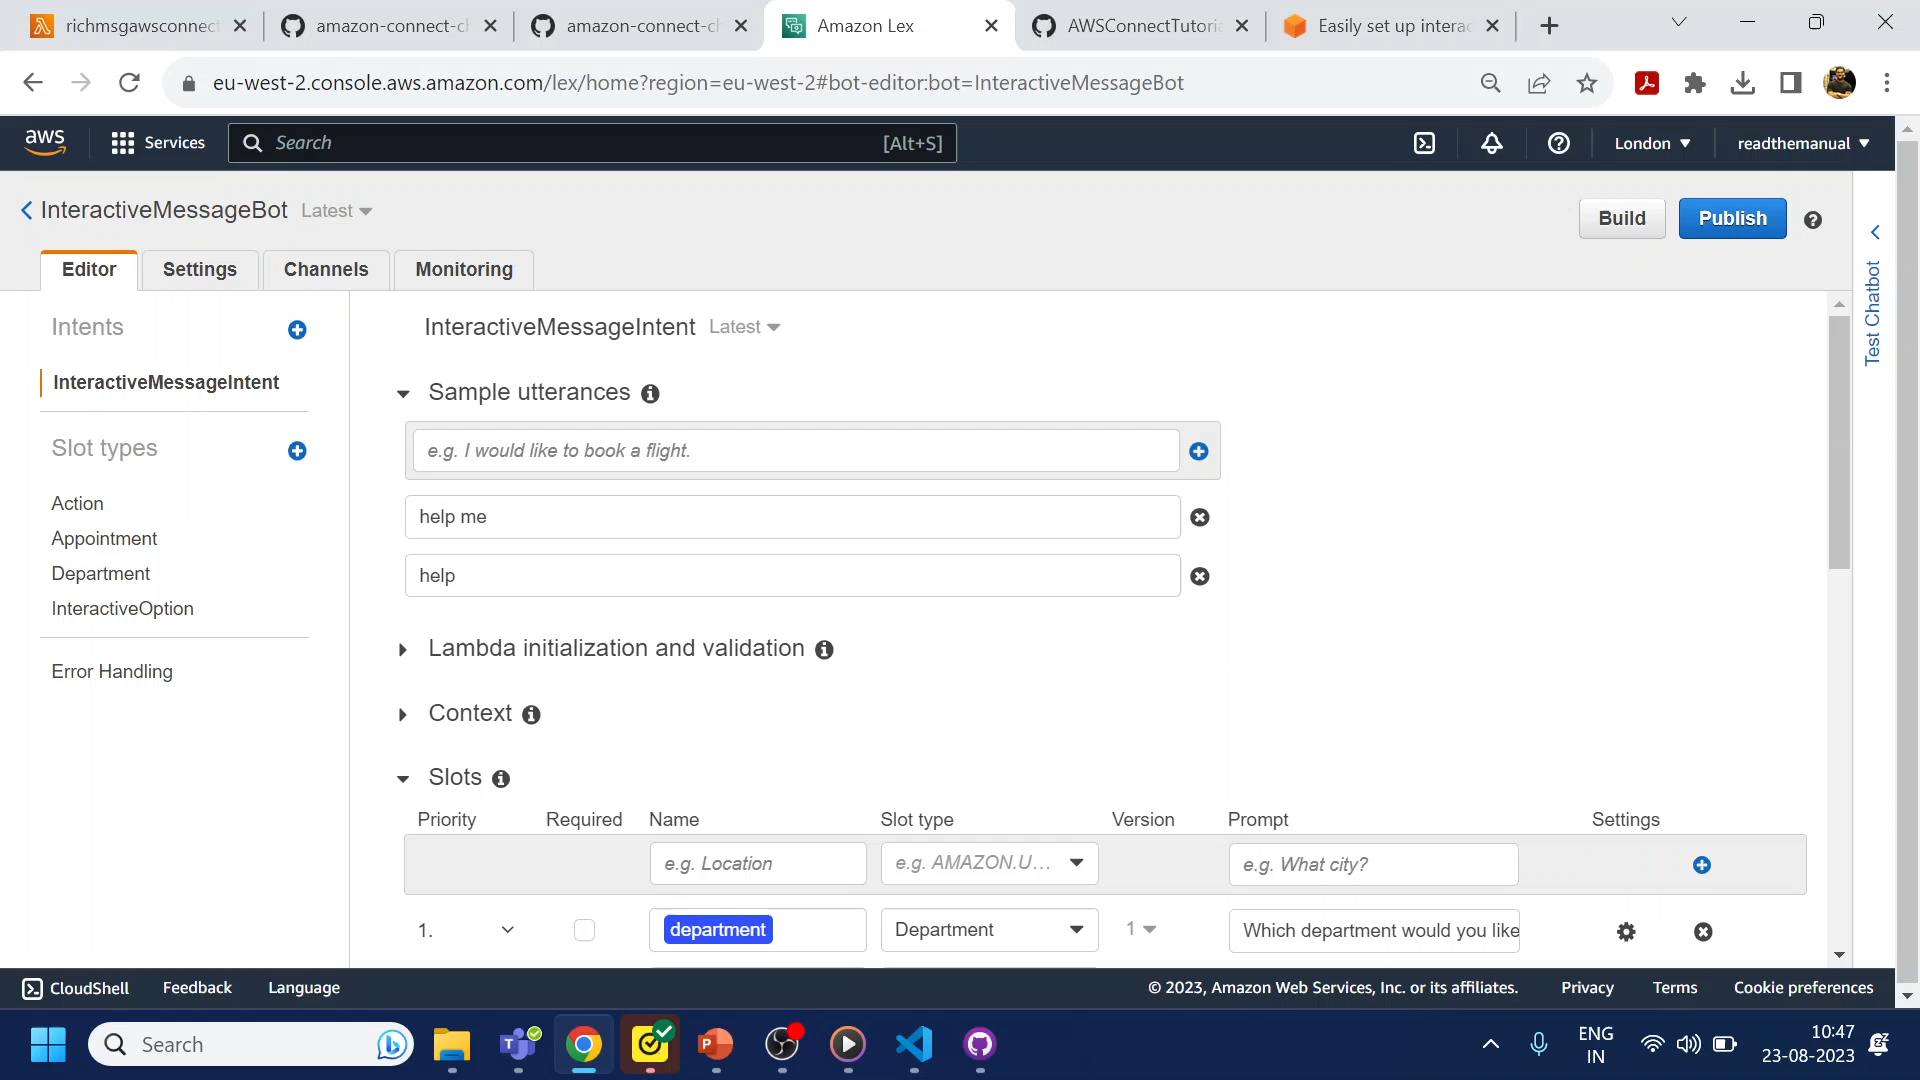 richmsgawsconnect
amazon-connect-ch
amazon-connect-ch
Amazon Lex
AWSConnectTutoria
Easily set up interac
eu-west-2.console.aws.amazon.com/lex/home?region=eu-west-2#bot-editor:bot=InteractiveMessageBot
aws
Services
Search
[Alt+S]
London
readthemanual
InteractiveMessageBot Latest
Build
Publish
Editor
Settings
Channels
Monitoring
Test Chatbot
Intents
InteractiveMessageIntent
Slot types
Action
Appointment
Department
InteractiveOption
Error Handling
InteractiveMessageIntent Latest
Sample utterances
e.g. I would like to book a flight.
help me
help
Lambda initialization and validation
Context
Slots
Priority Required Name Slot type Version Prompt Settings
e.g. Location e.g. AMAZON.U... e.g. What city?
1. department Department 1 Which department would you like
CloudShell Feedback Language © 2023, Amazon Web Services, Inc. or its affiliates. Privacy Terms Cookie preferences
Search
ENG
IN
10:47
23-08-2023